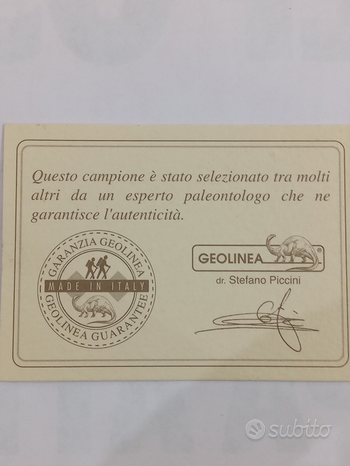 Questo campione è stato selezionato tra molti
altri da un esperto paleontologo che ne
garantisce l'autenticità.
GARANZIA GEOLINEA
MADE IN ITALY
GEOLINEA GUARANTEE
GEOLINEA
®
dr. Stefano Piccini
subito